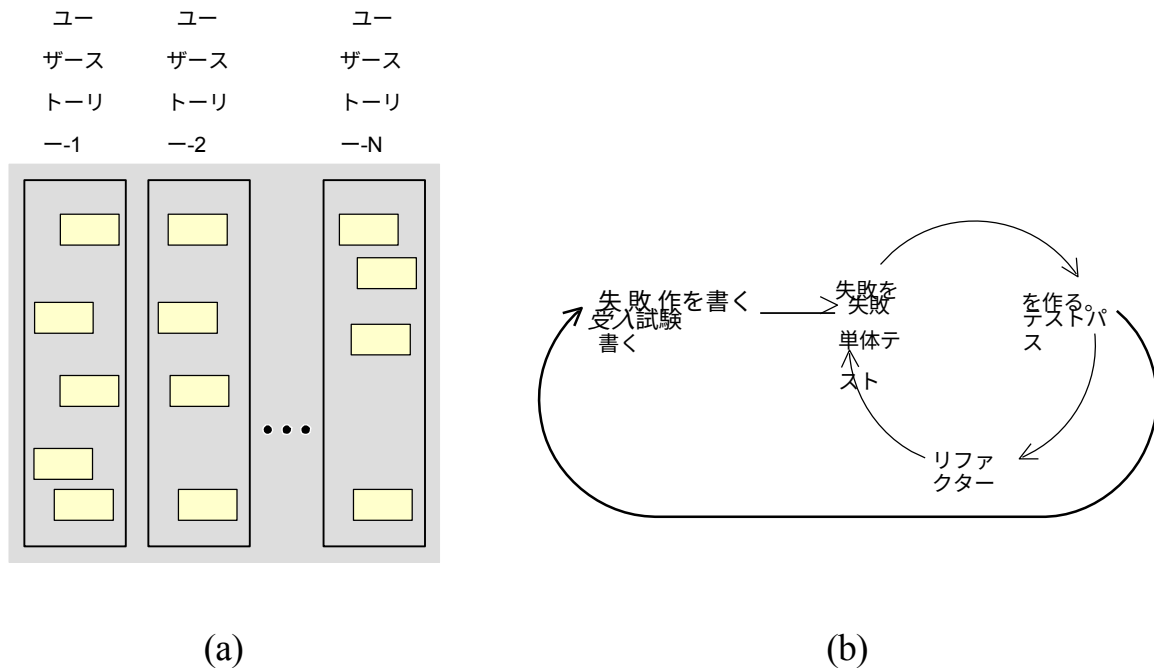 ユー
ザース
トーリ
ー-1
ユー
ザース
トーリ
ー-2
ユー
ザース
トーリ
ー-N
失 敗 作を書く
受入試験
書く
失敗を
失敗
単体テ
スト
を作る。
テストパ
ス
リファ
クター
(a)
(b)